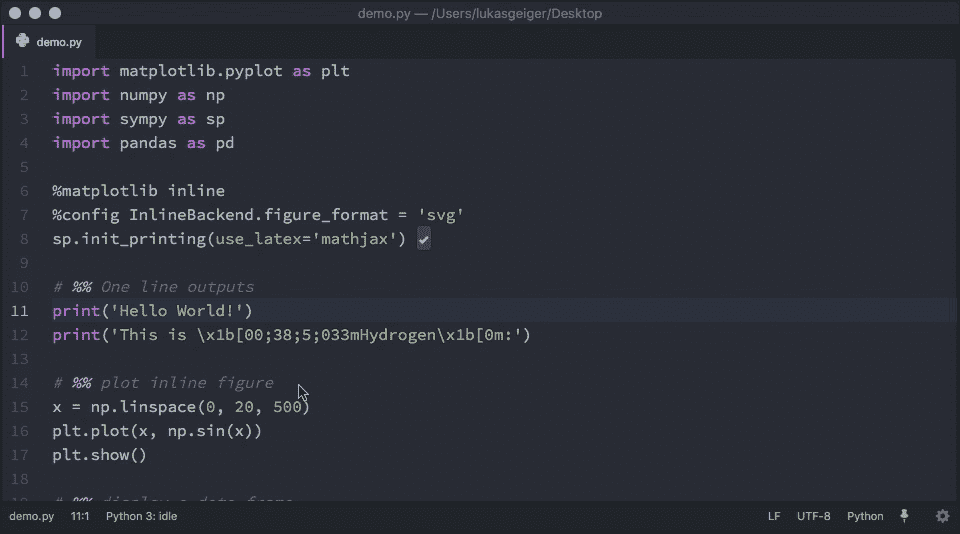 demo.py — /Users/lukasgeiger/Desktop
demo.py
1 import matplotlib.pyplot as plt
2 import numpy as np
3 import sympy as sp
4 import pandas as pd
5
6 %matplotlib inline
7 %config InlineBackend.figure_format = 'svg'
8 sp.init_printing(use_latex='mathjax')
9
10 # %% One line outputs
11 print('Hello World!')
12 print('This is \x1b[00;38;5;033mHydrogen\x1b[0m:')
13
14 # %% plot inline figure
15 x = np.linspace(0, 20, 500)
16 plt.plot(x, np.sin(x))
17 plt.show()
18
19 # %% display a data frame
demo.py 11:1 Python 3: idle LF UTF-8 Python